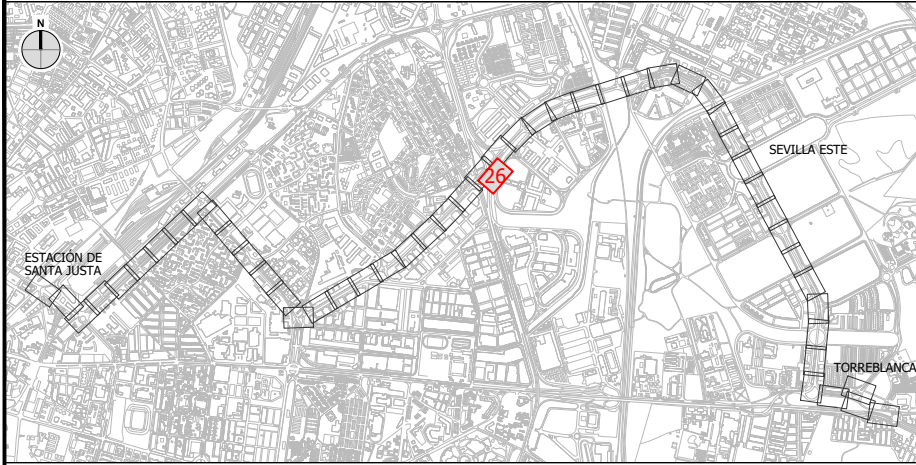 N
SEVILLA ESTE
26
ESTACIÓN DE
SANTA JUSTA
TORREBLANCA